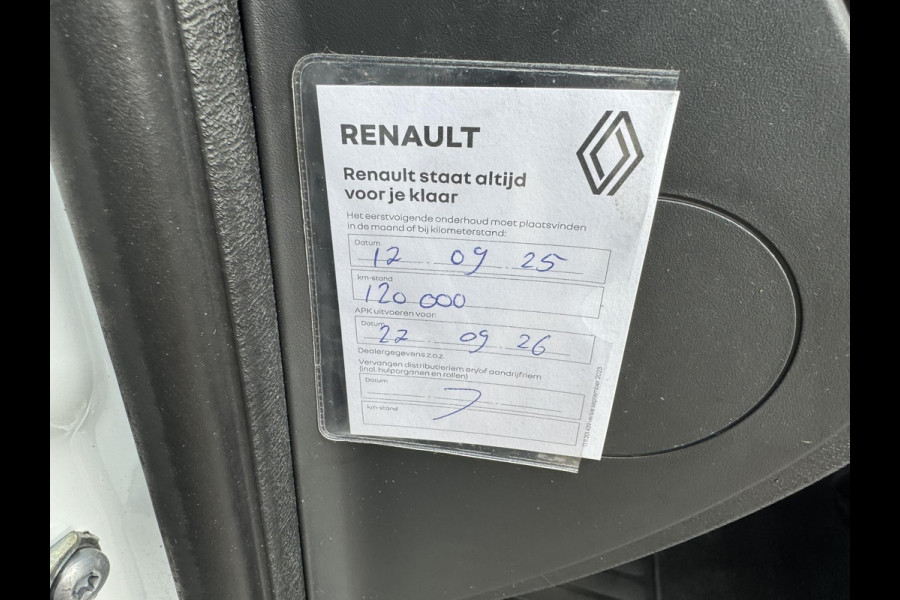 RENAULT
Renault staat altijd
voor je klaar
Het eerstvolgende onderhoud moet plaatsvinden
in de maand of bij kilometerstand:
Datum
12 09 25
km-stand
120 000
APK uitvoeren voor:
Datum
22 09 26
Dealergegevens z.o.z.
Vervangen distributieriem en/of aandrijfriem
(incl. hulporganen en rollen)
Datum
km-stand